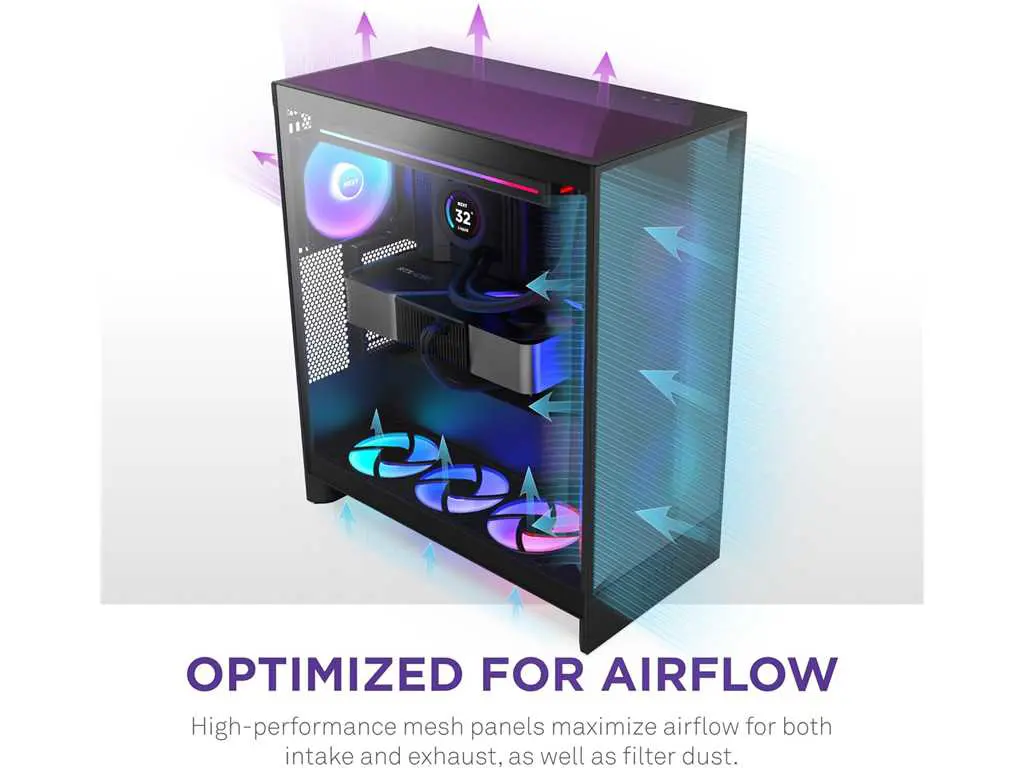 NZXT
NZXT
32°
Liquid
OPTIMIZED FOR AIRFLOW
High-performance mesh panels maximize airflow for both
intake and exhaust, as well as filter dust.